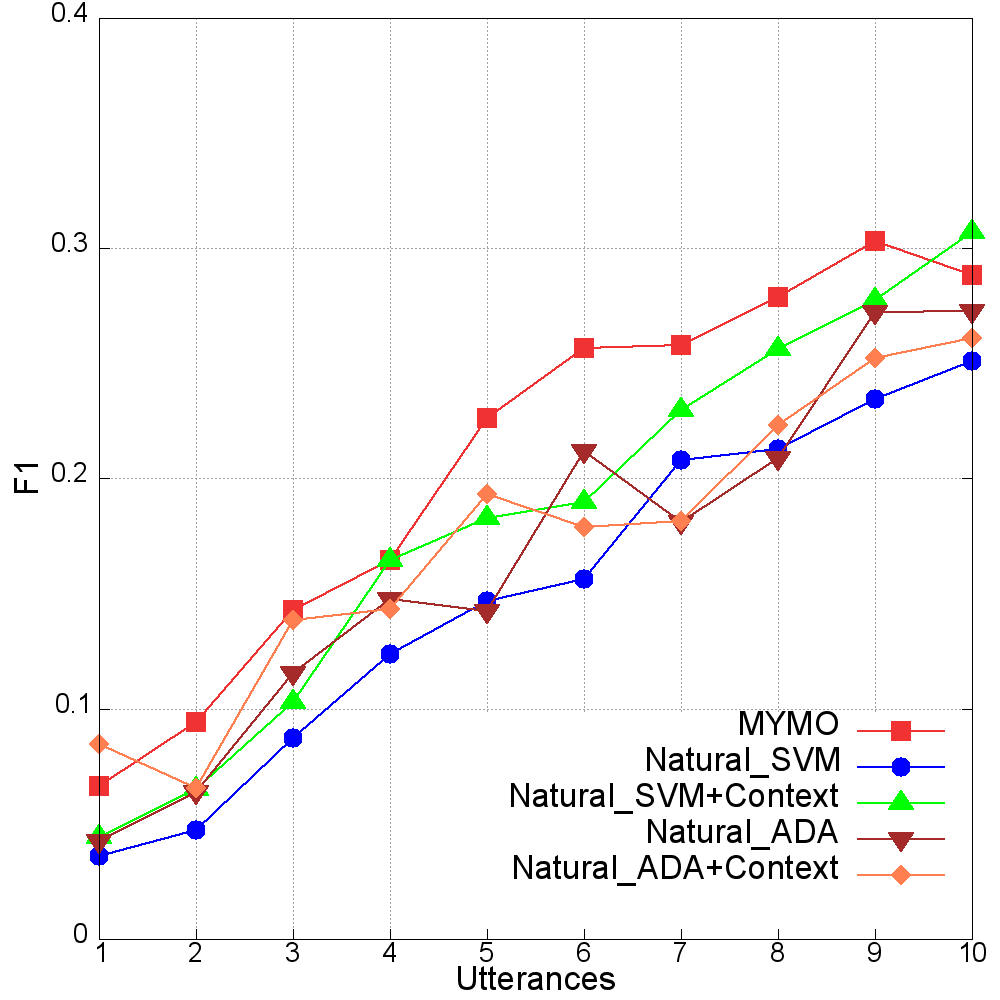 0.4
0.3
0.2
0.1
0
F1
1 2 3 4 5 6 7 8 9 10
Utterances
MYMO
Natural_SVM
Natural_SVM+Context
Natural_ADA
Natural_ADA+Context